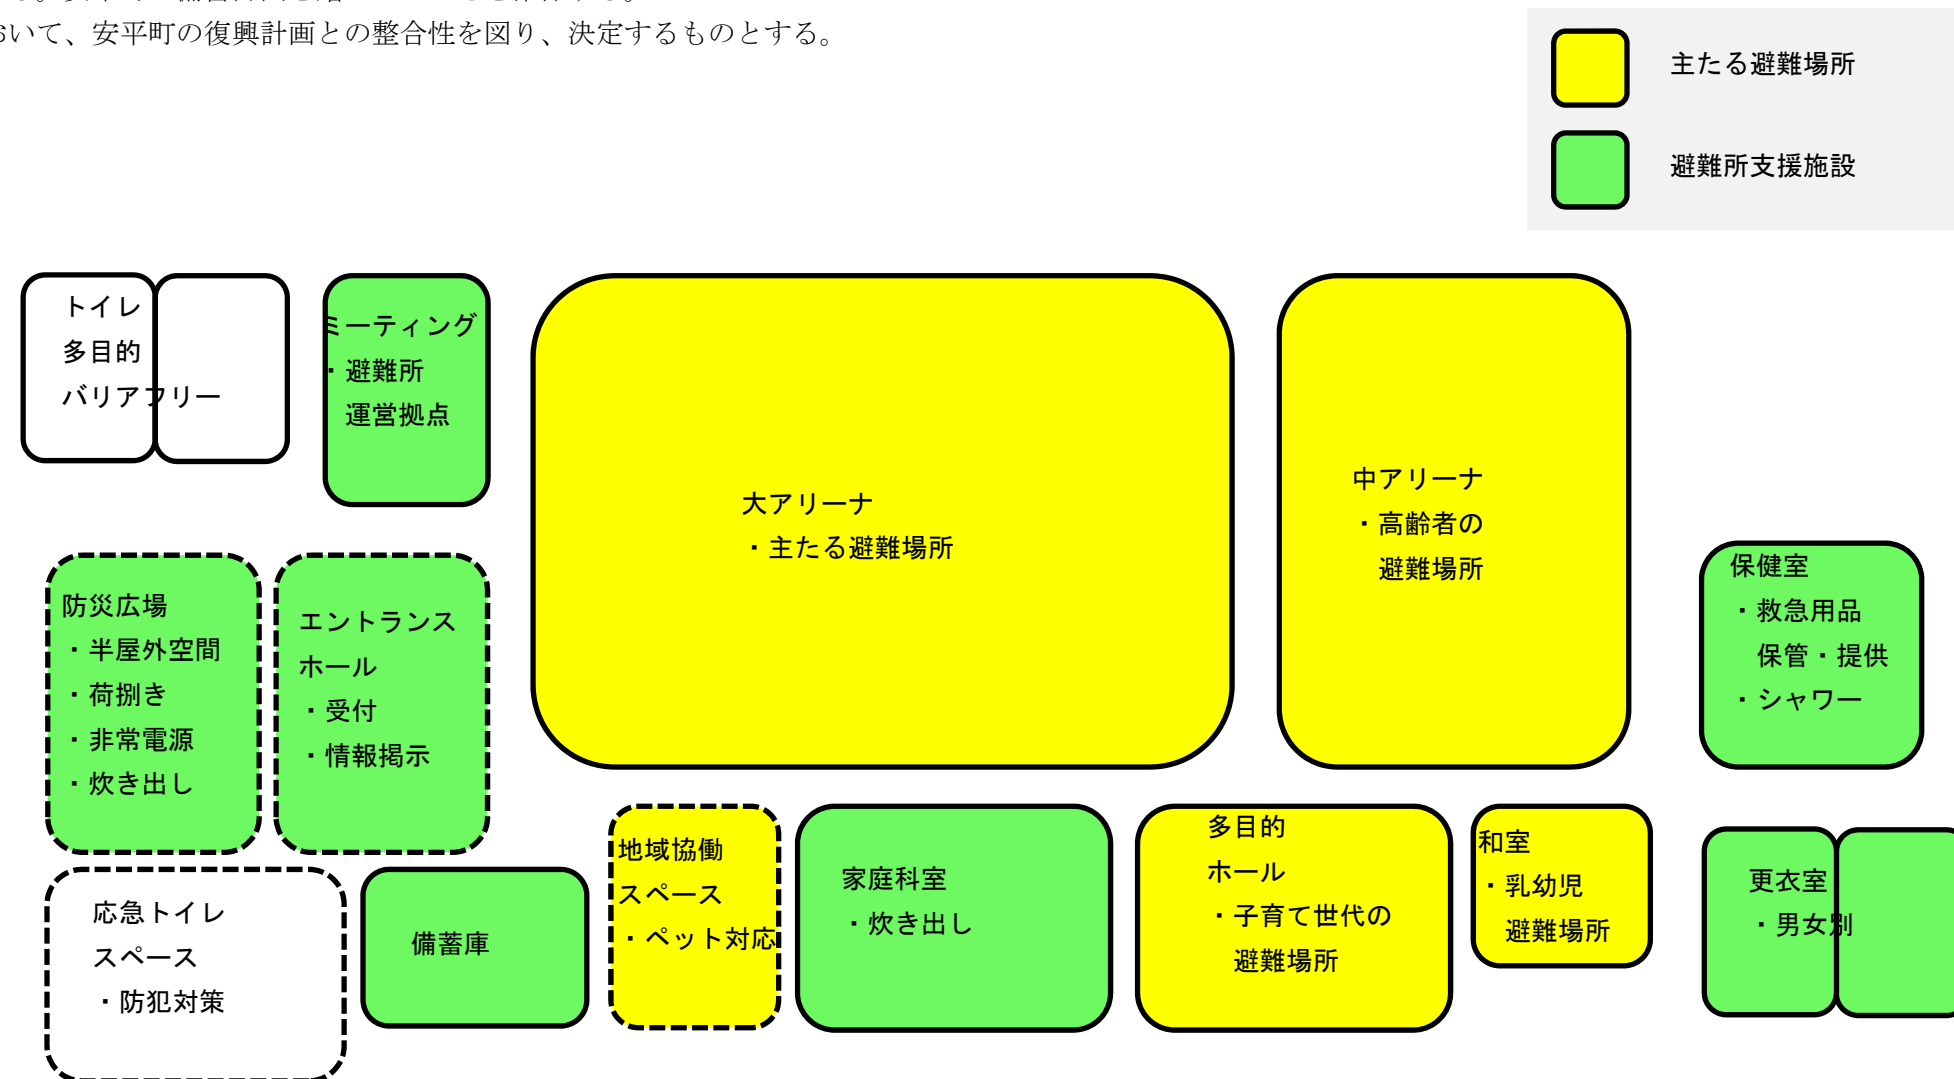 おいて、安平町の復興計画との整合性を図り、決定するものとする。
主たる避難場所
避難所支援施設
トイレ
多目的
バリアフリー
ミーティング
・避難所
運営拠点
大アリーナ
・主たる避難場所
中アリーナ
・高齢者の
避難場所
保健室
・救急用品
保管・提供
・シャワー
防災広場
・半屋外空間
・荷捌き
・非常電源
・炊き出し
エントランス
ホール
・受付
・情報掲示
応急トイレ
スペース
・防犯対策
備蓄庫
地域協働
スペース
・ペット対応
家庭科室
・炊き出し
多目的
ホール
・子育て世代の
避難場所
和室
・乳幼児
避難場所
更衣室
・男女別